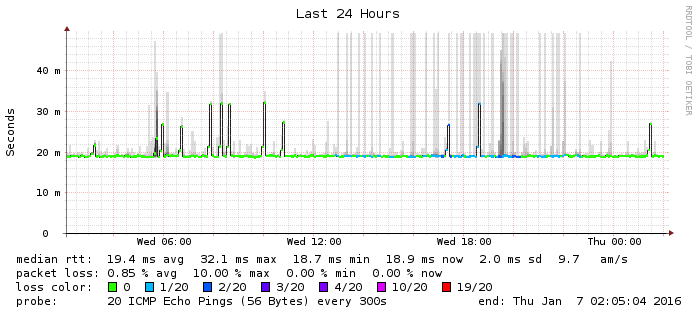 Last 24 Hours
RRDTOOL / TOBI OETIKER
Seconds
40 m
30 m
20 m
10 m
0
Wed 06:00 Wed 12:00 Wed 18:00 Thu 00:00
median rtt: 19.4 ms avg 32.1 ms max 18.7 ms min 18.9 ms now 2.0 ms sd 9.7 am/s
packet loss: 0.85 % avg 10.00 % max 0.00 % min 0.00 % now
loss color: 0 1/20 2/20 3/20 4/20 10/20 19/20
probe: 20 ICMP Echo Pings (56 Bytes) every 300s end: Thu Jan 7 02:05:04 2016